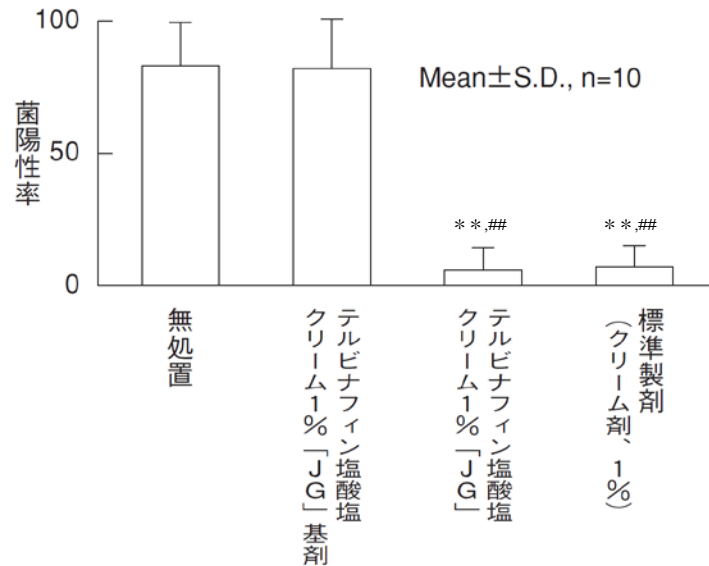 菌陽性率
100
50
0
Mean±S.D., n=10
＊＊,##
＊＊,##
無処置
テルビナフィン塩酸塩
クリーム1％「JG」基剤
テルビナフィン塩酸塩
クリーム1％「JG」
標準製剤
（クリーム剤、1％）